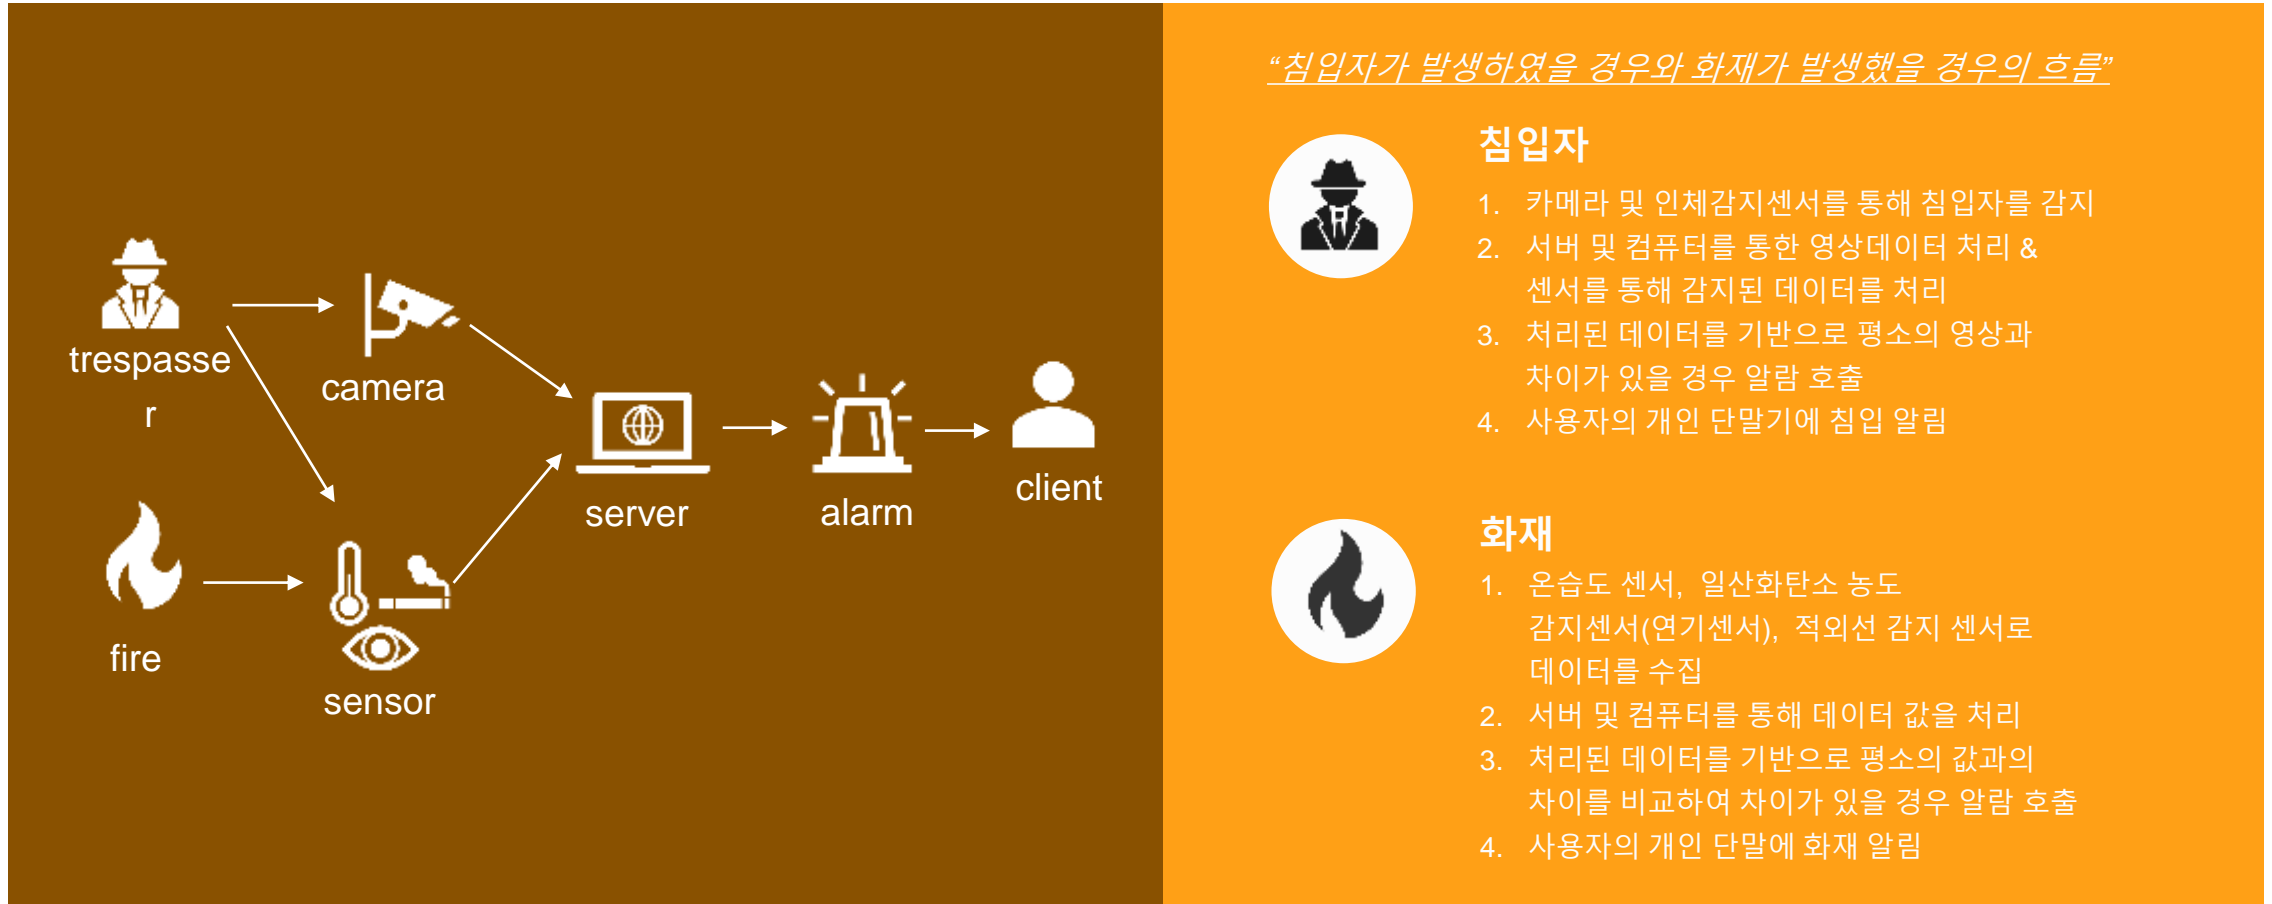 trespasse
r
camera
fire
sensor
server
alarm
client
“침입자가 발생하였을 경우와 화재가 발생했을 경우의 흐름”
침입자
1. 카메라 및 인체감지센서를 통해 침입자를 감지
2. 서버 및 컴퓨터를 통한 영상데이터 처리 &
센서를 통해 감지된 데이터를 처리
3. 처리된 데이터를 기반으로 평소의 영상과
차이가 있을 경우 알람 호출
4. 사용자의 개인 단말기에 침입 알림
화재
1. 온습도 센서, 일산화탄소 농도
감지센서(연기센서), 적외선 감지 센서로
데이터를 수집
2. 서버 및 컴퓨터를 통해 데이터 값을 처리
3. 처리된 데이터를 기반으로 평소의 값과의
차이를 비교하여 차이가 있을 경우 알람 호출
4. 사용자의 개인 단말에 화재 알림